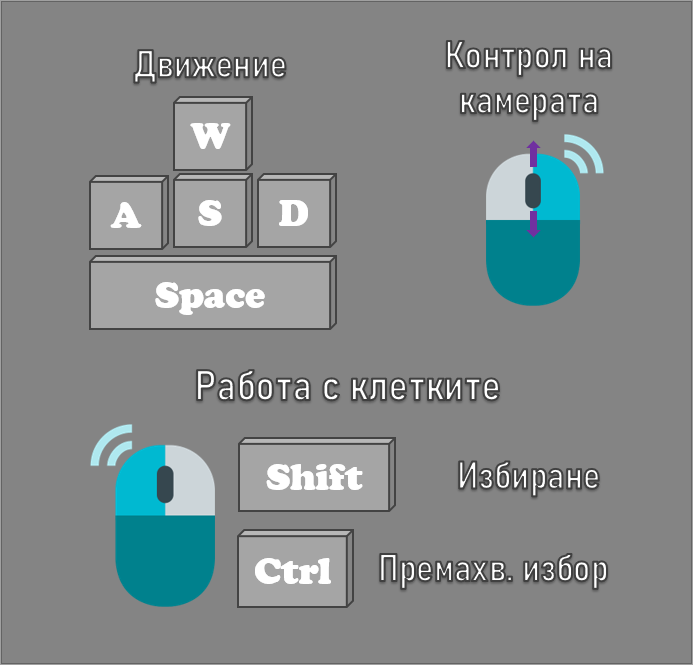 Движение
Контрол на
камерата
W
A S D
Space
Работа с клетките
Shift Избиране
Ctrl Премахв. избор